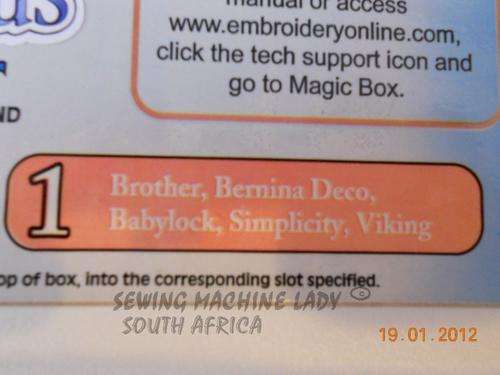 manual or access
www.embroideryonline.com,
click the tech support icon and
go to Magic Box.
1
Brother, Bernina Deco,
Babylock, Simplicity, Viking
op of box, into the corresponding slot specified.
SEWING MACHINE LADY ©
SOUTH AFRICA
19.01.2012